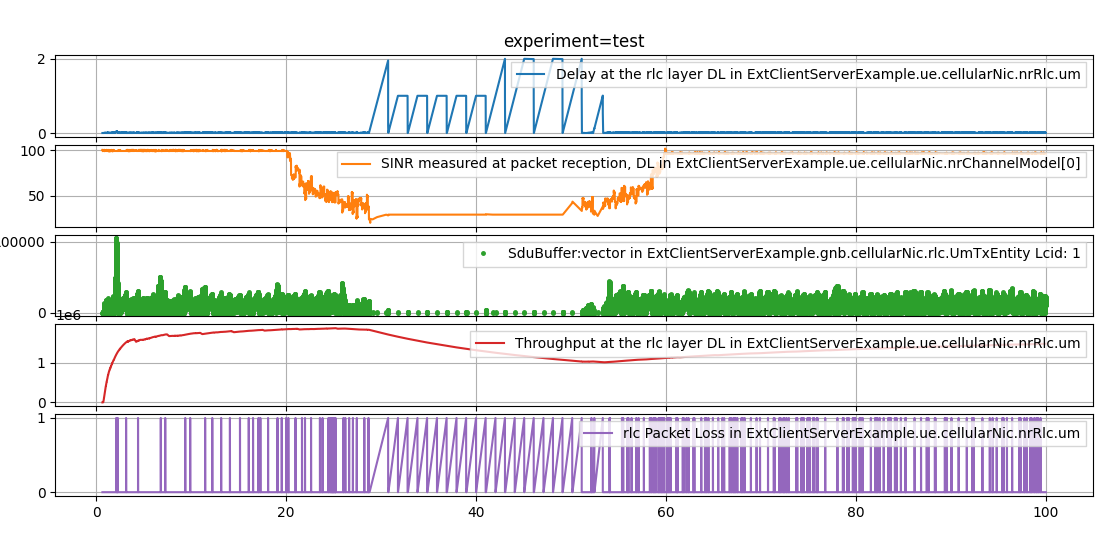 experiment=test
2
0
Delay at the rlc layer DL in ExtClientServerExample.ue.cellularNic.nrRlc.um
100
50
SINR measured at packet reception, DL in ExtClientServerExample.ue.cellularNic.nrChannelModel[0]
100000
0
SduBuffer:vector in ExtClientServerExample.gnb.cellularNic.rlc.UmTxEntity Lcid: 1
1e6
1
0
Throughput at the rlc layer DL in ExtClientServerExample.ue.cellularNic.nrRlc.um
1
0
rlc Packet Loss in ExtClientServerExample.ue.cellularNic.nrRlc.um
0 20 40 60 80 100